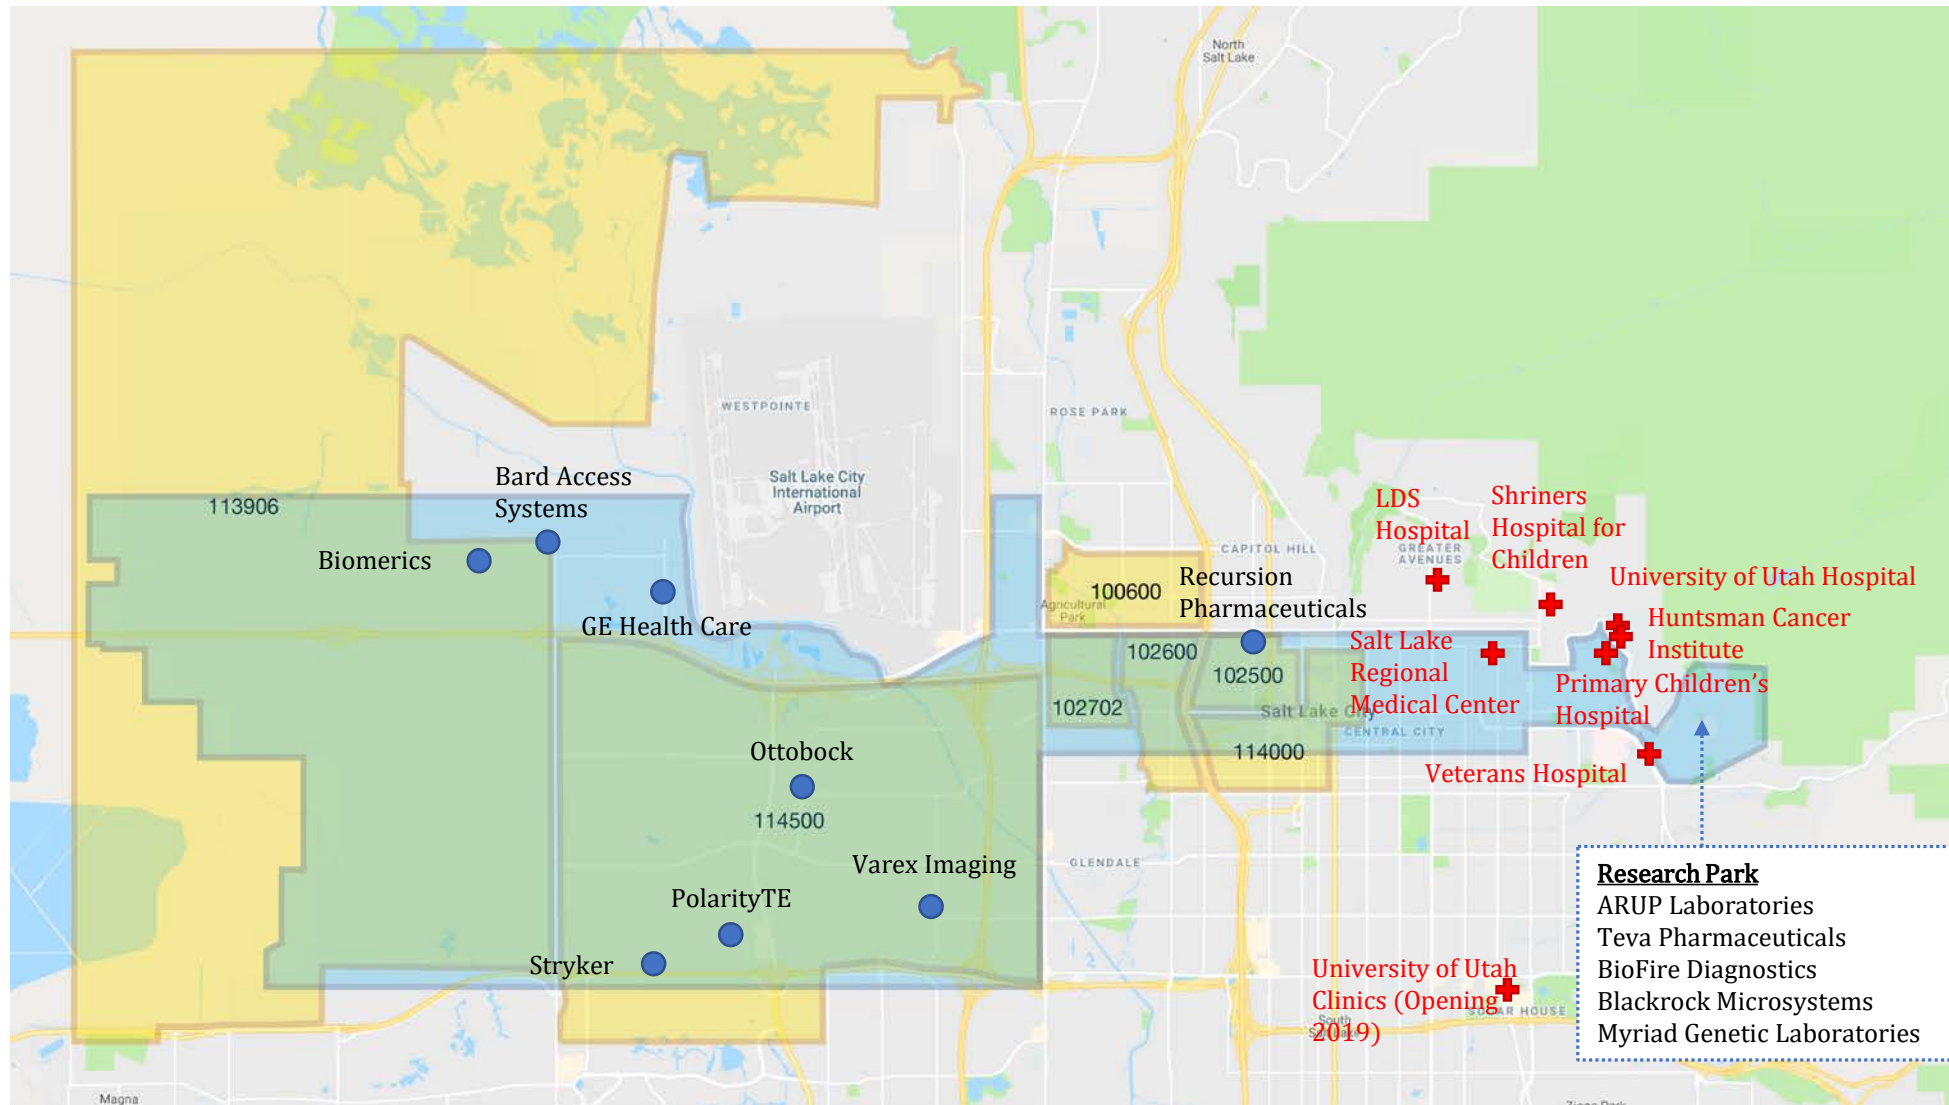 North
Salt Lake
WESTPOINTE
ROSE PARK
Salt Lake City
International
Airport
113906
Bard Access
Systems
Biomerics
GE Health Care
CAPITOL HILL
GREATER
AVENUES
LDS
Hospital
Shriners
Hospital for
Children
100600
Agricultural
Park
Recursion
Pharmaceuticals
University of Utah Hospital
Huntsman Cancer
Institute
102600
102500
102702
Salt Lake
Regional
Medical Center
Primary Children's
Hospital
Salt Lake City
CENTRAL CITY
114000
Veterans Hospital
Ottobock
114500
Varex Imaging
GLENDALE
PolarityTE
Stryker
University of Utah
Clinics (Opening
2019)
South
Salt Lake
SUGAR HOUSE
Research Park
ARUP Laboratories
Teva Pharmaceuticals
BioFire Diagnostics
Blackrock Microsystems
Myriad Genetic Laboratories
Magna